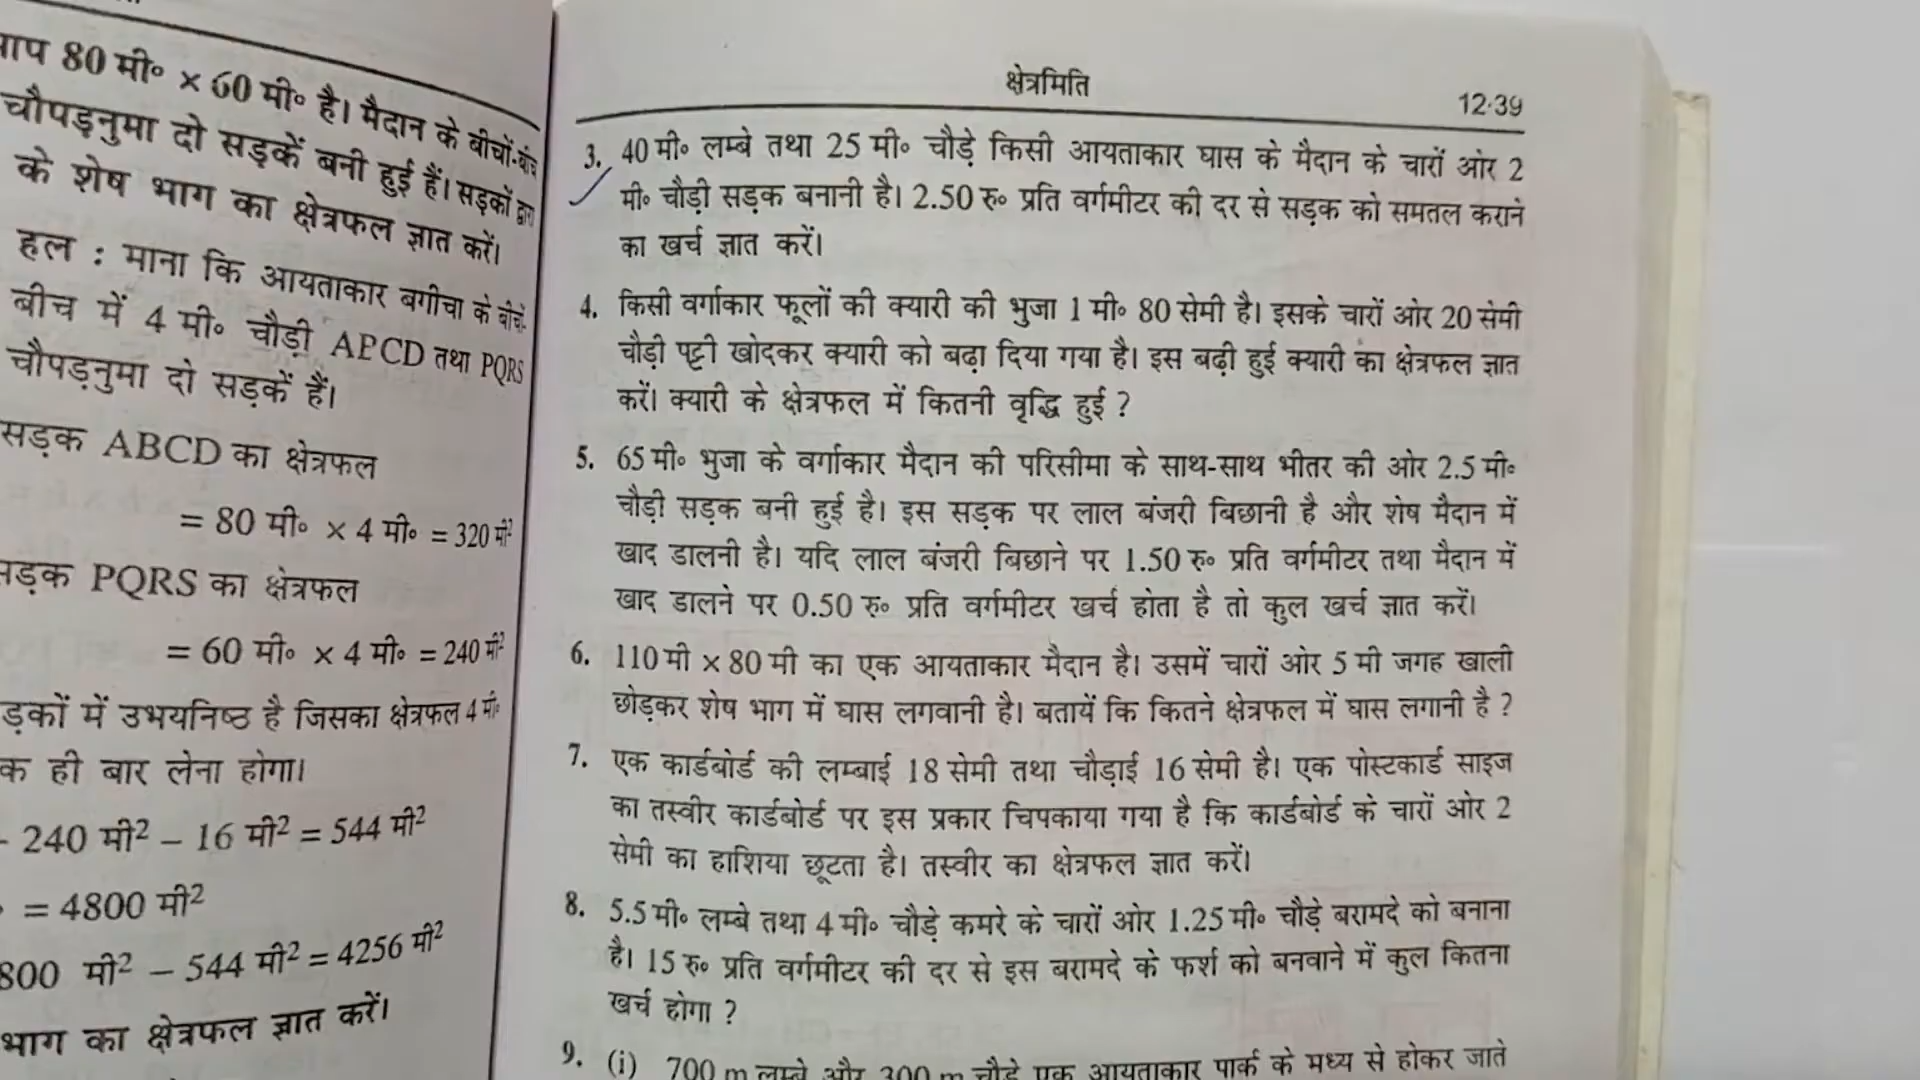 माप 80 मी० × 60 मी० है। मैदान के बीचों-बीच
चौपड़नुमा दो सड़कें बनी हुई हैं। सड़कों द्वारा
के शेष भाग का क्षेत्रफल ज्ञात करें।
हल : माना कि आयताकार बगीचा के बीचों-
बीच में 4 मी० चौड़ी ABCD तथा PQRS
चौपड़नुमा दो सड़कें हैं।
सड़क ABCD का क्षेत्रफल
= 80 मी० × 4 मी० = 320 मी²
सड़क PQRS का क्षेत्रफल
= 60 मी० × 4 मी० = 240 मी²
ड़कों में उभयनिष्ठ है जिसका क्षेत्रफल 4 मी०
क ही बार लेना होगा।
- 240 मी² – 16 मी² = 544 मी²
= 4800 मी²
800 मी² – 544 मी² = 4256 मी²
भाग का क्षेत्रफल ज्ञात करें।
क्षेत्रमिति
12·39
3. 40 मी० लम्बे तथा 25 मी० चौड़े किसी आयताकार घास के मैदान के चारों ओर 2
मी० चौड़ी सड़क बनानी है। 2.50 रु० प्रति वर्गमीटर की दर से सड़क को समतल कराने
का खर्च ज्ञात करें।
4. किसी वर्गाकार फूलों की क्यारी की भुजा 1 मी० 80 सेमी है। इसके चारों ओर 20 सेमी
चौड़ी पृट्टी खोदकर क्यारी को बढ़ा दिया गया है। इस बढ़ी हुई क्यारी का क्षेत्रफल ज्ञात
करें। क्यारी के क्षेत्रफल में कितनी वृद्धि हुई ?
5. 65 मी० भुजा के वर्गाकार मैदान की परिसीमा के साथ-साथ भीतर की ओर 2.5 मी०
चौड़ी सड़क बनी हुई है। इस सड़क पर लाल बंजरी बिछानी है और शेष मैदान में
खाद डालनी है। यदि लाल बंजरी बिछाने पर 1.50 रु० प्रति वर्गमीटर तथा मैदान में
खाद डालने पर 0.50 रु० प्रति वर्गमीटर खर्च होता है तो कुल खर्च ज्ञात करें।
6. 110 मी × 80 मी का एक आयताकार मैदान है। उसमें चारों ओर 5 मी जगह खाली
छोड़कर शेष भाग में घास लगवानी है। बतायें कि कितने क्षेत्रफल में घास लगानी है ?
7. एक कार्डबोर्ड की लम्बाई 18 सेमी तथा चौड़ाई 16 सेमी है। एक पोस्टकार्ड साइज
का तस्वीर कार्डबोर्ड पर इस प्रकार चिपकाया गया है कि कार्डबोर्ड के चारों ओर 2
सेमी का हाशिया छूटता है। तस्वीर का क्षेत्रफल ज्ञात करें।
8. 5.5 मी० लम्बे तथा 4 मी० चौड़े कमरे के चारों ओर 1.25 मी० चौड़े बरामदे को बनाना
है। 15 रु० प्रति वर्गमीटर की दर से इस बरामदे के फर्श को बनवाने में कुल कितना
खर्च होगा ?
9. (i) 700 m लम्बे और 300 m चौड़े एक आयताकार पार्क के मध्य से होकर जाते